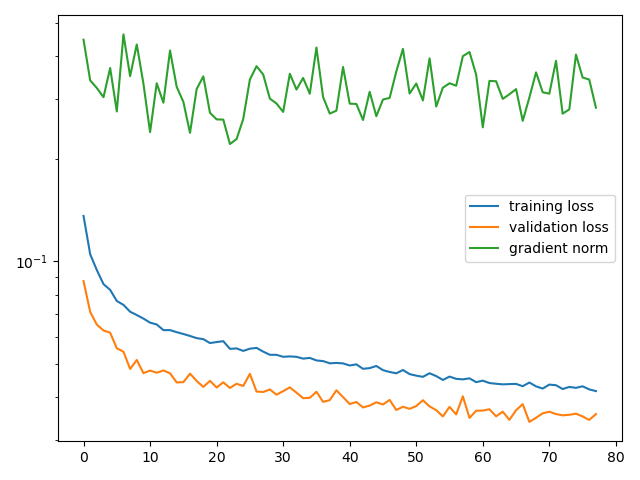 10⁻¹
training loss
validation loss
gradient norm
0 10 20 30 40 50 60 70 80